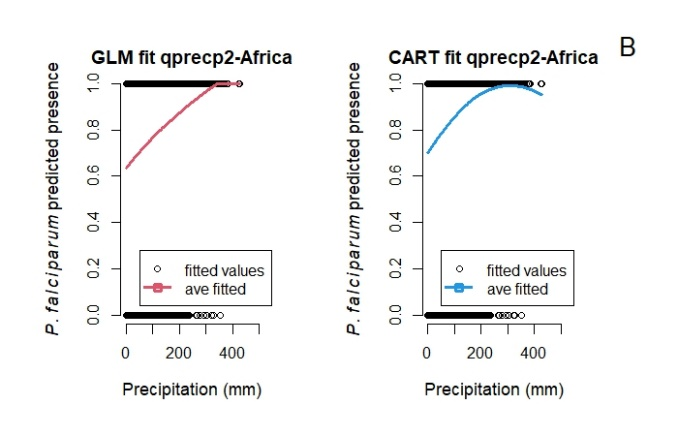 B
GLM fit qprecp2-Africa
P. falciparum predicted presence
1.0
0.8
0.6
0.4
0.2
0.0
fitted values
ave fitted
0 200 400
Precipitation (mm)
CART fit qprecp2-Africa
P. falciparum predicted presence
1.0
0.8
0.6
0.4
0.2
0.0
fitted values
ave fitted
0 200 400
Precipitation (mm)